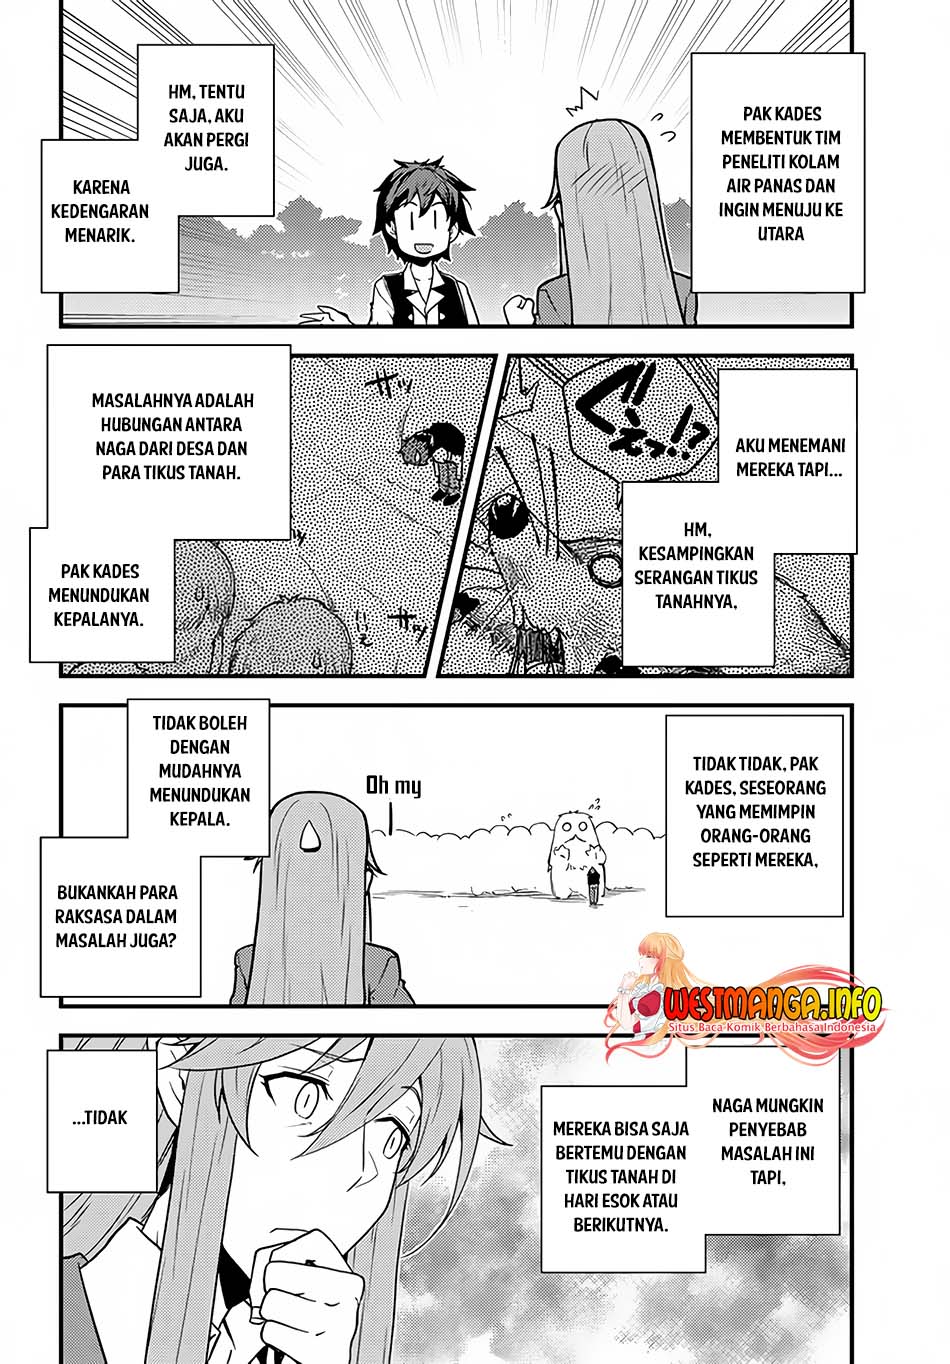 PAK KADES
MEMBENTUK TIM
PENELITI KOLAM
AIR PANAS DAN
INGIN MENUJU KE
UTARA
HM, TENTU
SAJA, AKU
AKAN PERGI
JUGA.
KARENA
KEDENGARAN
MENARIK.
AKU MENEMANI
MEREKA TAPI...
HM,
KESAMPINGKAN
SERANGAN TIKUS
TANAHNYA,
MASALAHNYA ADALAH
HUBUNGAN ANTARA
NAGA DARI DESA DAN
PARA TIKUS TANAH.
PAK KADES
MENUNDUKAN
KEPALANYA.
TIDAK TIDAK, PAK
KADES, SESEORANG
YANG MEMIMPIN
ORANG-ORANG
SEPERTI MEREKA,
Oh my
TIDAK BOLEH
DENGAN
MUDAHNYA
MENUNDUKAN
KEPALA.
BUKANKAH PARA
RAKSASA DALAM
MASALAH JUGA?
WESTMANGA.INFO
Situs Baca Komik Berbahasa Indonesia
NAGA MUNGKIN
PENYEBAB
MASALAH INI
TAPI,
MEREKA BISA SAJA
BERTEMU DENGAN
TIKUS TANAH DI
HARI ESOK ATAU
BERIKUTNYA.
...TIDAK